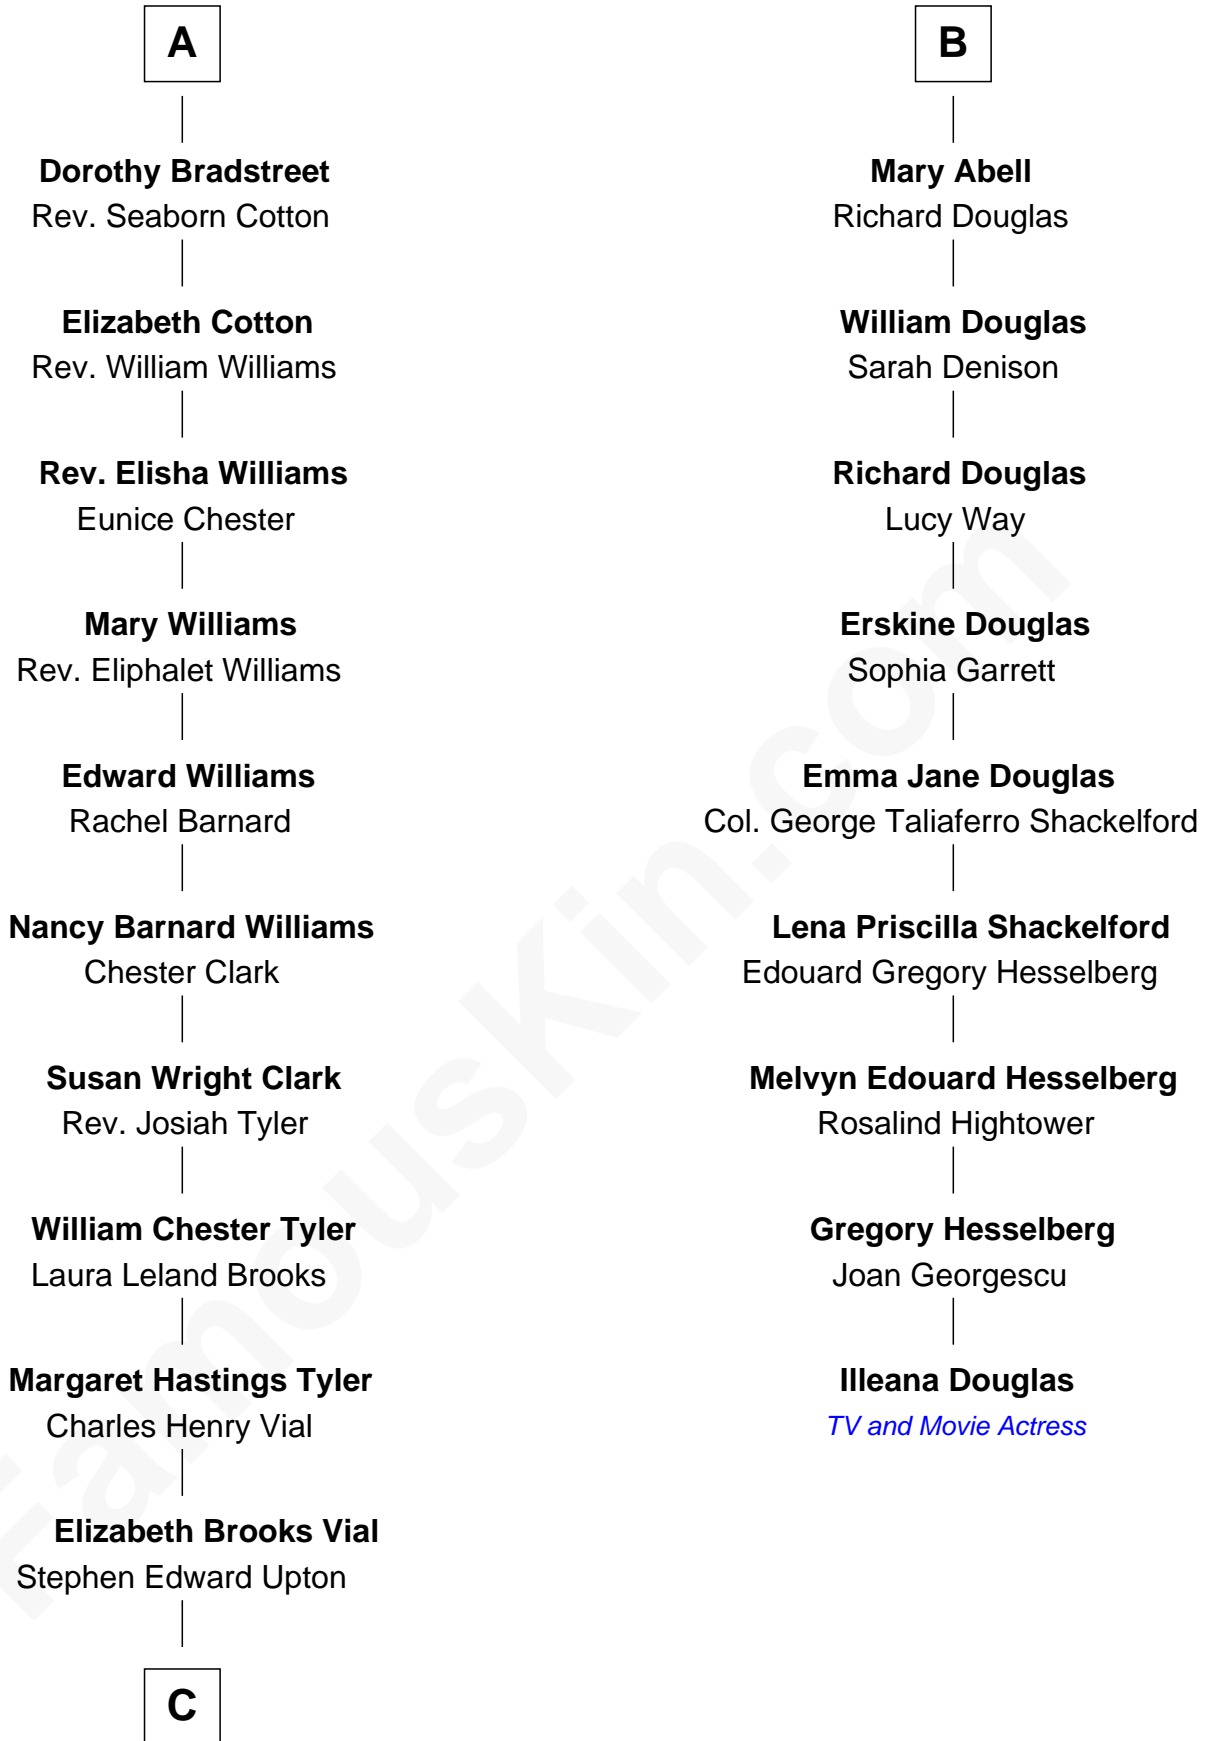 A
Dorothy Bradstreet
Rev. Seaborn Cotton
Elizabeth Cotton
Rev. William Williams
Rev. Elisha Williams
Eunice Chester
Mary Williams
Rev. Eliphalet Williams
Edward Williams
Rachel Barnard
Nancy Barnard Williams
Chester Clark
Susan Wright Clark
Rev. Josiah Tyler
William Chester Tyler
Laura Leland Brooks
Margaret Hastings Tyler
Charles Henry Vial
Elizabeth Brooks Vial
Stephen Edward Upton
C
B
Mary Abell
Richard Douglas
William Douglas
Sarah Denison
Richard Douglas
Lucy Way
Erskine Douglas
Sophia Garrett
Emma Jane Douglas
Col. George Taliaferro Shackelford
Lena Priscilla Shackelford
Edouard Gregory Hesselberg
Melvyn Edouard Hesselberg
Rosalind Hightower
Gregory Hesselberg
Joan Georgescu
Illeana Douglas
TV and Movie Actress
FamousKin.com